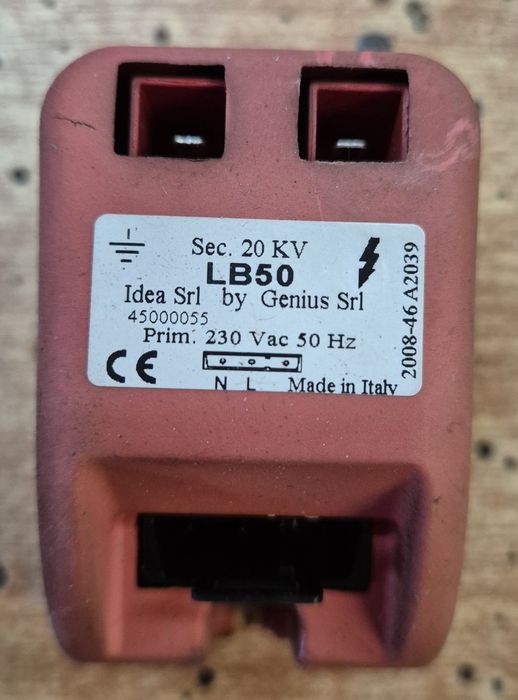 Sec. 20 KV
LB50
Idea Srl by Genius Srl
45000055
Prim. 230 Vac 50 Hz
CE
N L
Made in Italy
2008-46 A2039